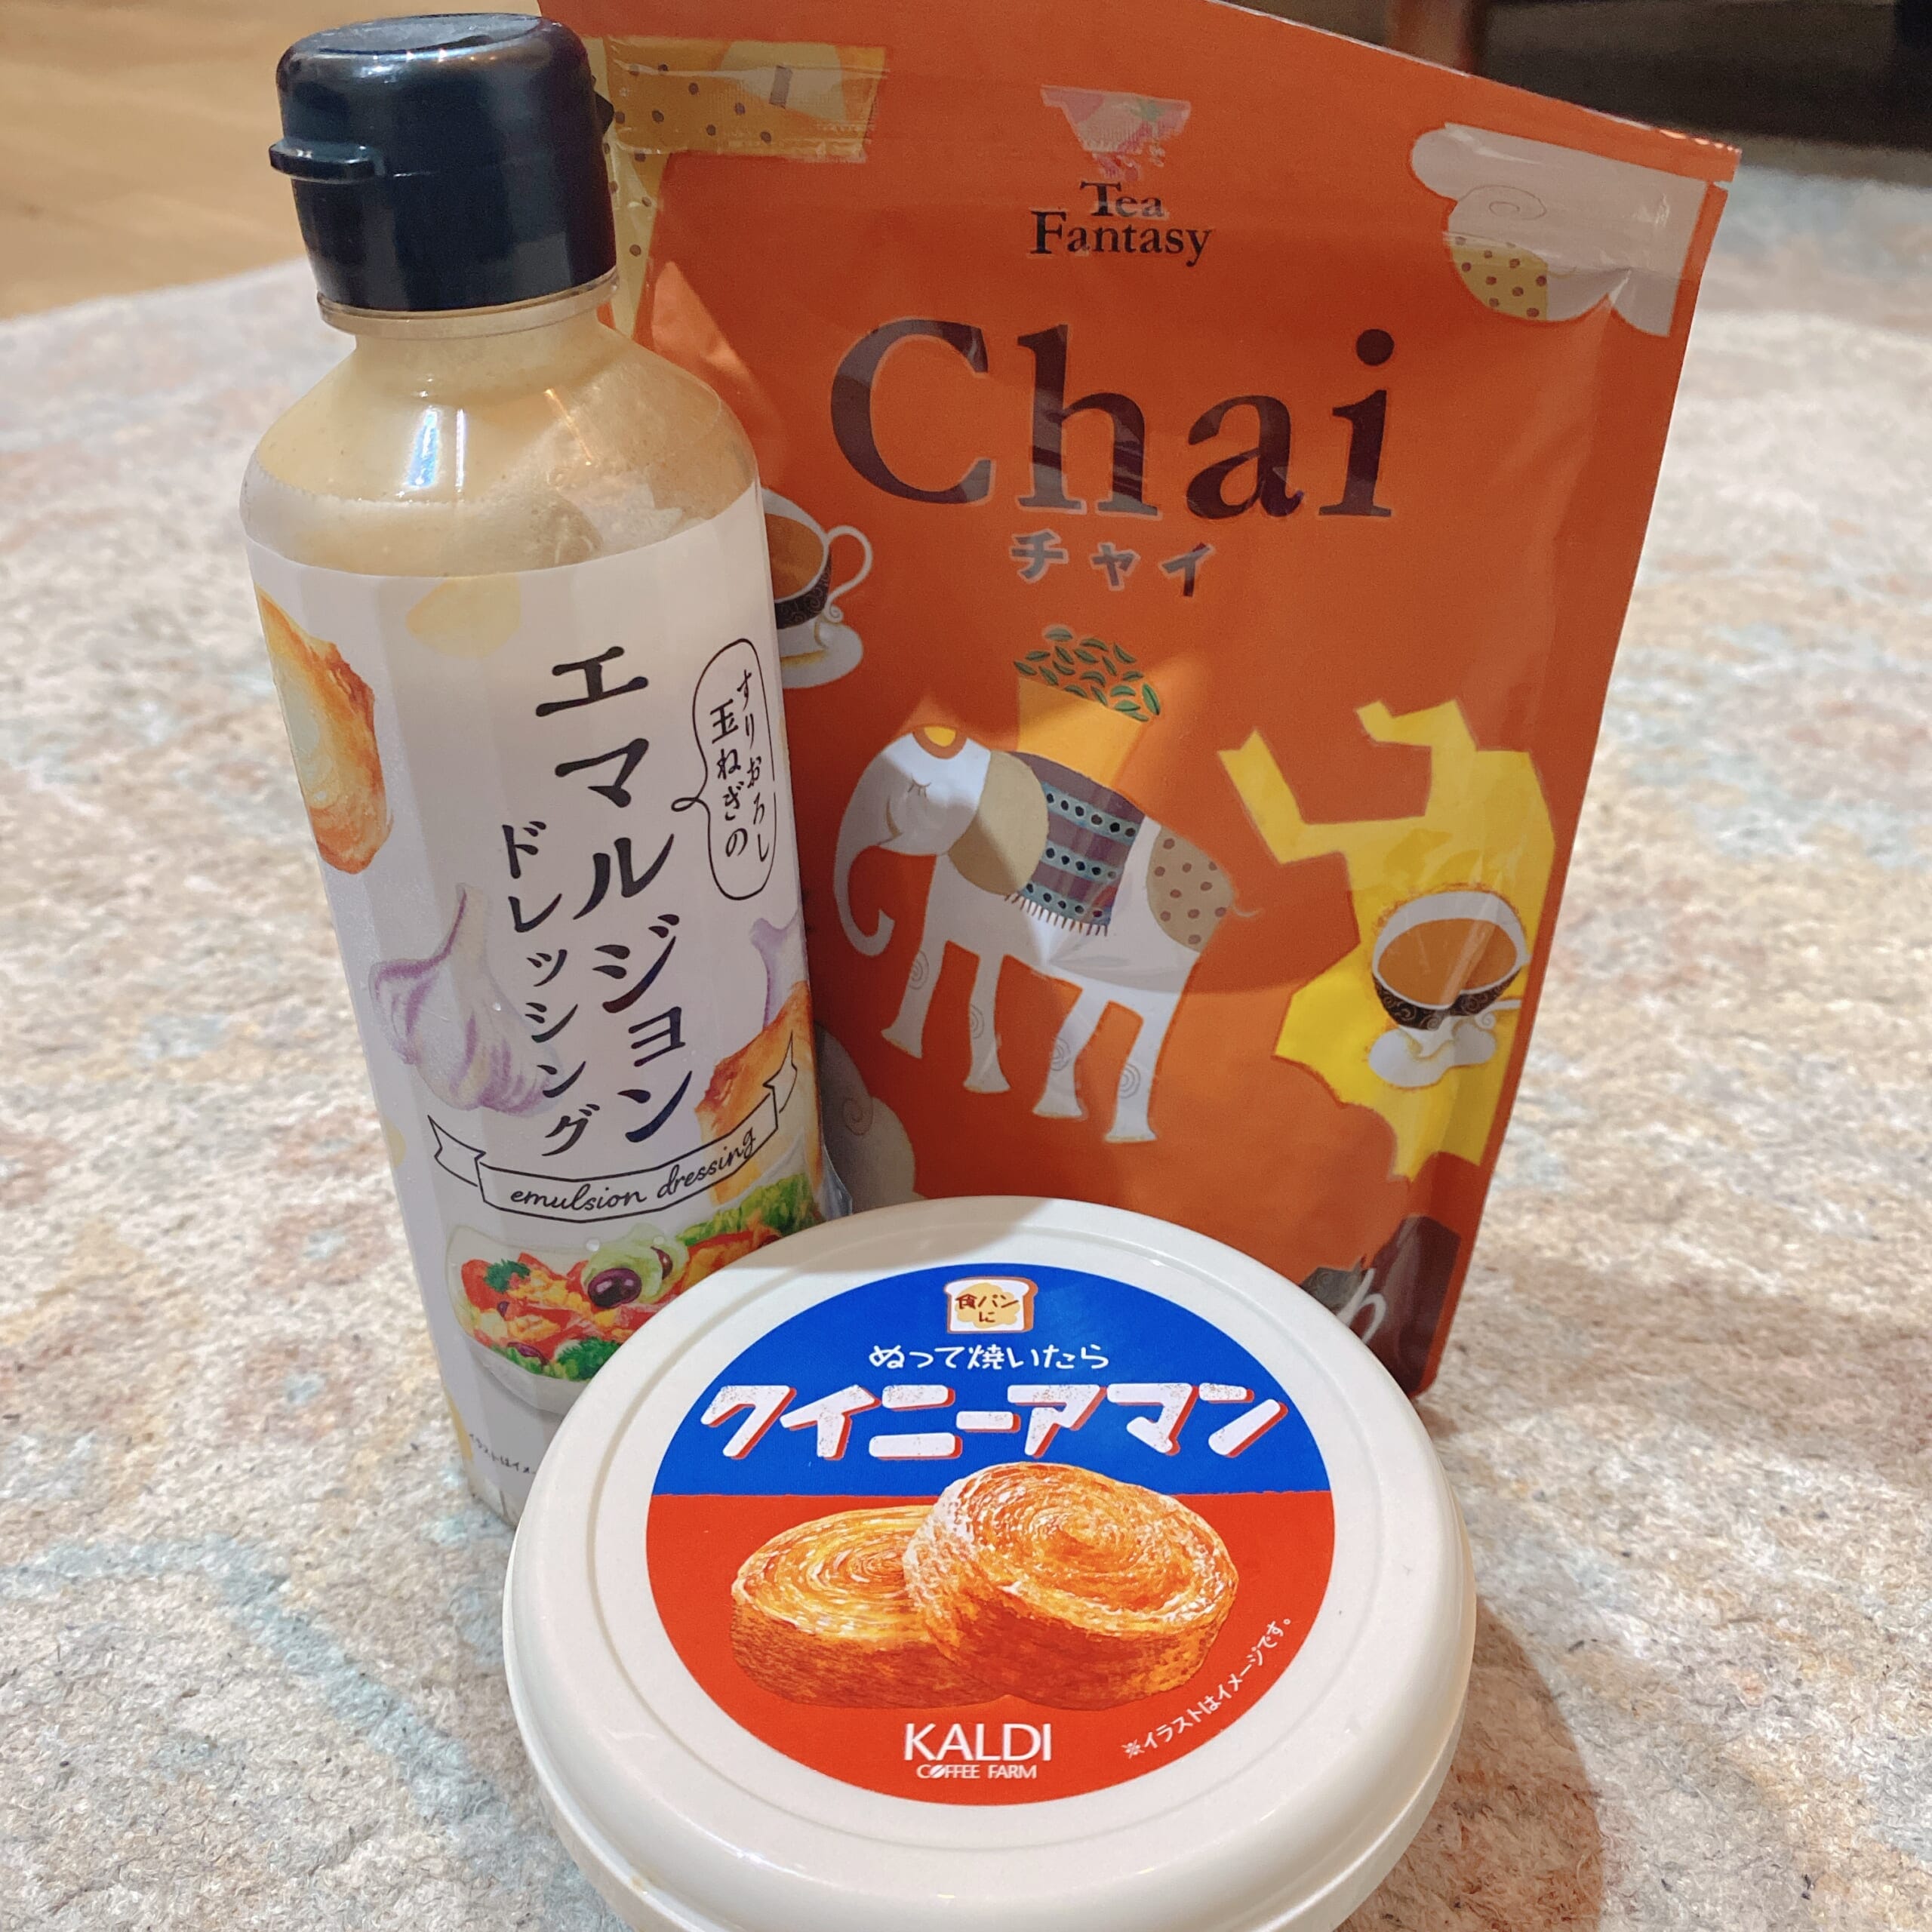 Tea
Fantasy
Chai
チャイ
すりおろし
玉ねぎの
エマルジョン
ドレッシング
emulsion dressing
食パン
に
ぬって焼いたら
クイニーアマン
※イラストはイメージです。
KALDI
COFFEE FARM